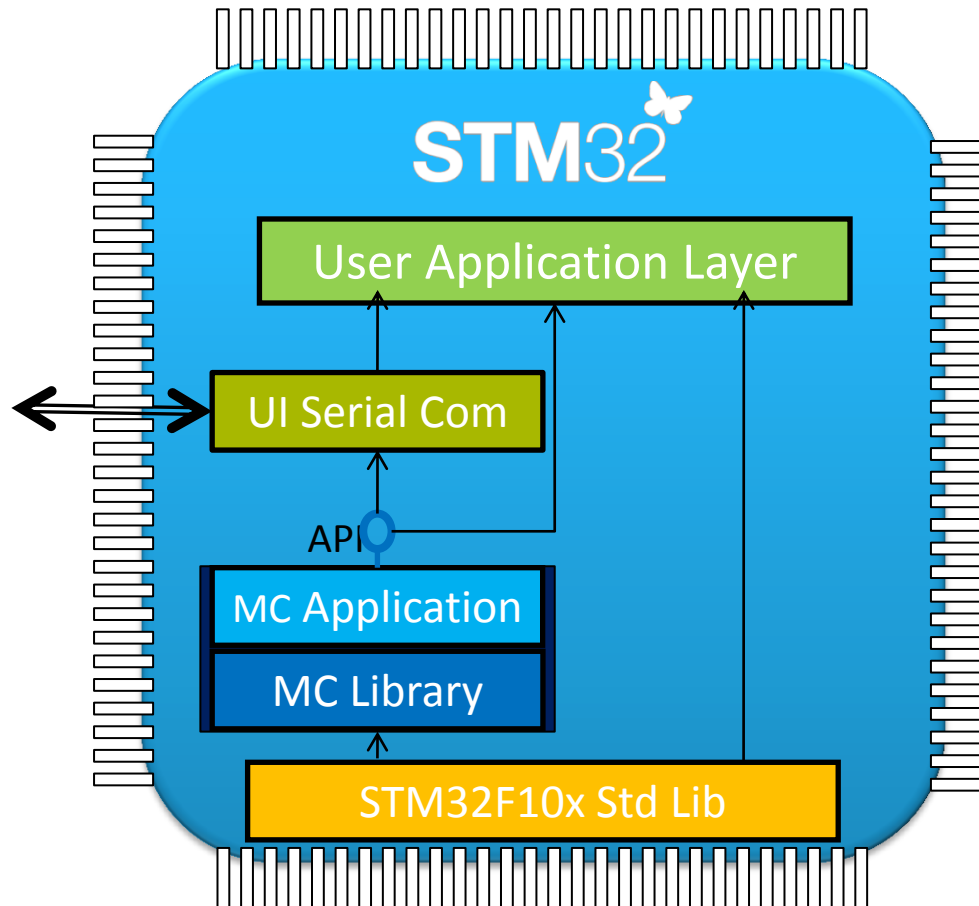 STM32
User Application Layer
UI Serial Com
API
MC Application
MC Library
STM32F10x Std Lib